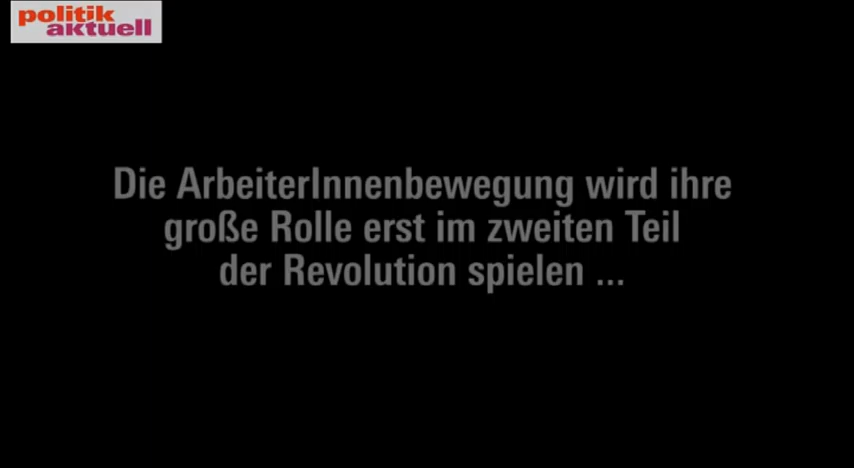 politik
aktuell
Die ArbeiterInnenbewegung wird ihre
große Rolle erst im zweiten Teil
der Revolution spielen ...